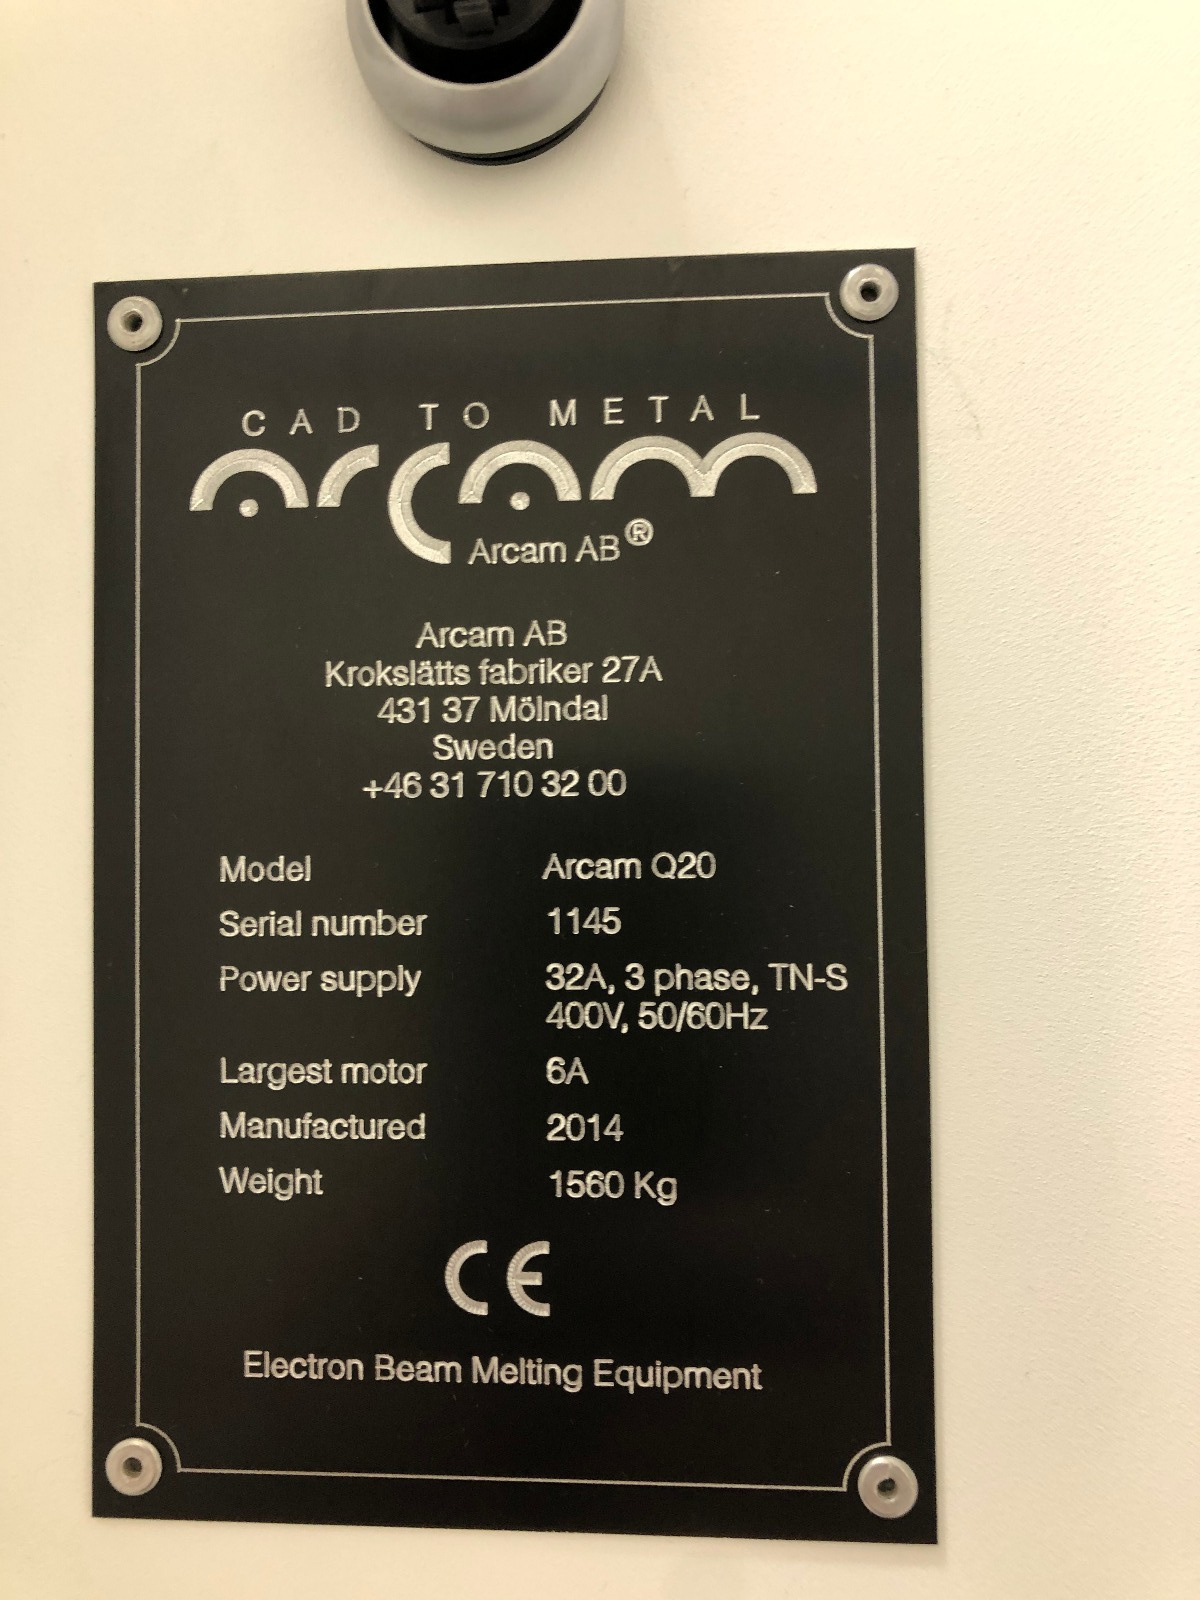 CAD TO METAL
arcam
Arcam AB®
Arcam AB
Krokslätts fabriker 27A
431 37 Mölndal
Sweden
+46 31 710 32 00
Model Arcam Q20
Serial number 1145
Power supply 32A, 3 phase, TN-S
400V, 50/60Hz
Largest motor 6A
Manufactured 2014
Weight 1560 Kg
CE
Electron Beam Melting Equipment